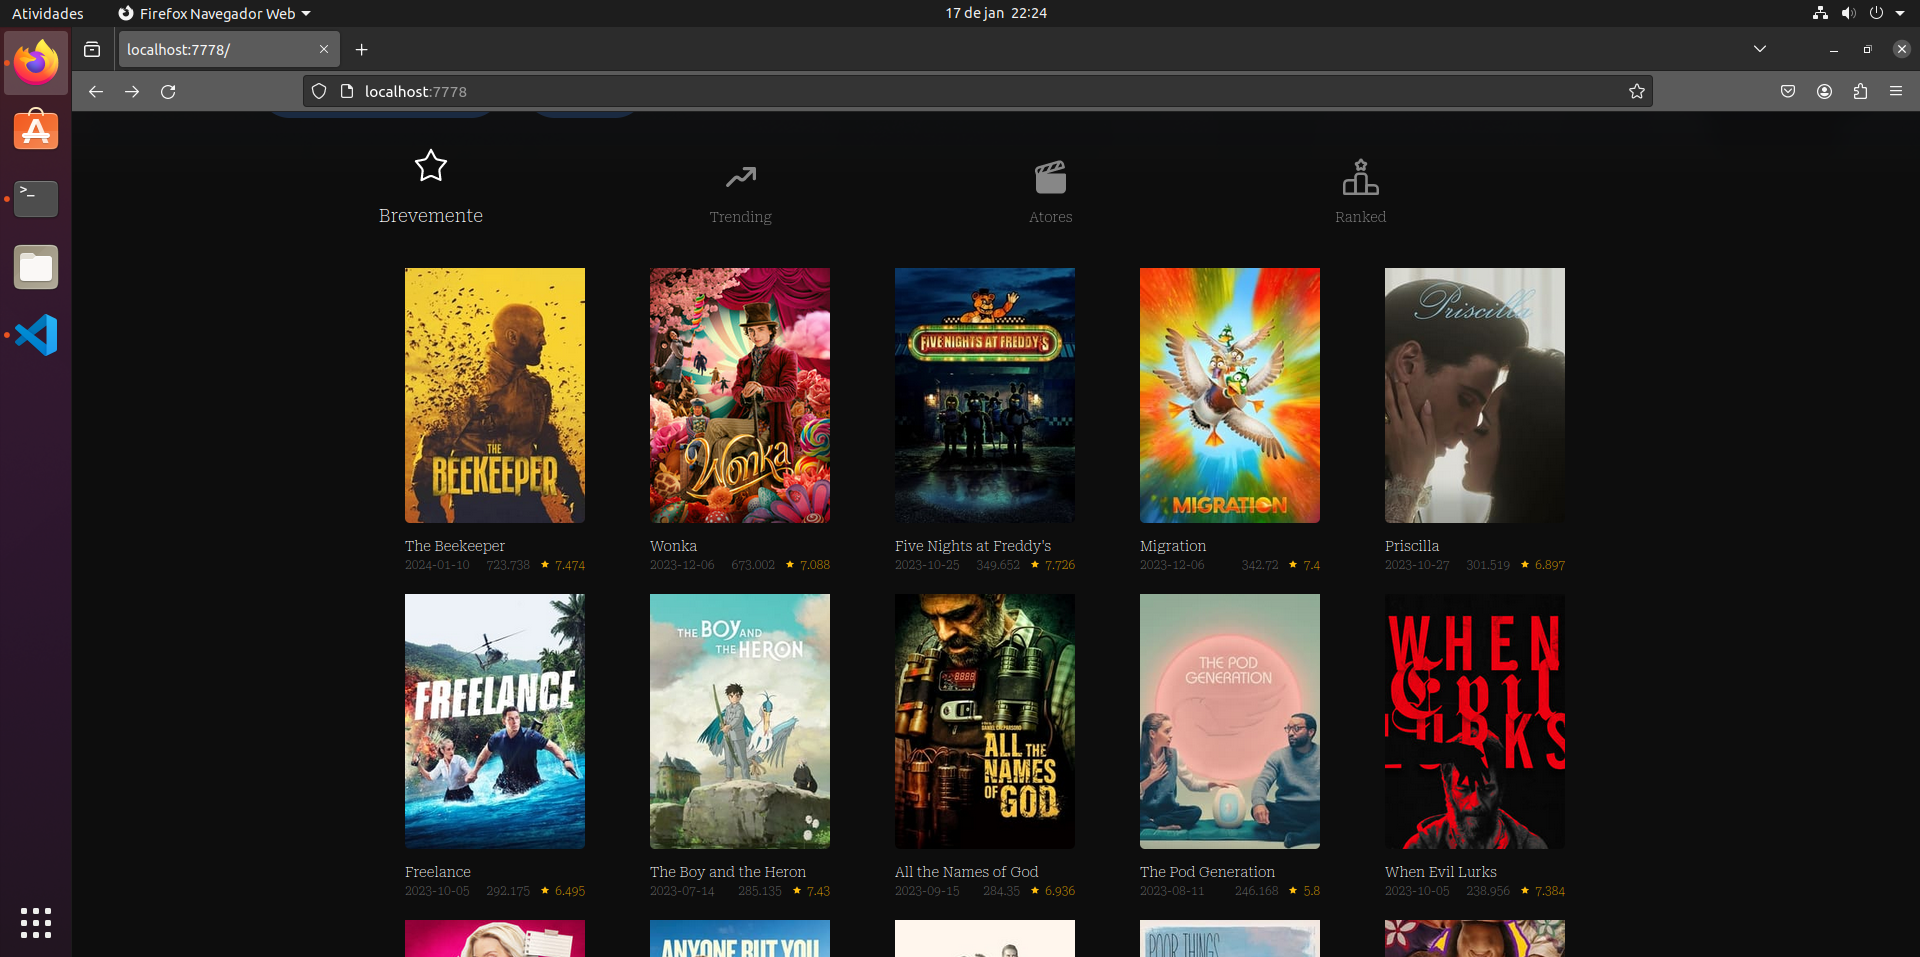 Atividades
Firefox Navegador Web
17 de jan 22:24
localhost:7778/
localhost:7778
Brevemente
Trending
Atores
Ranked
THE
BEEKEEPER
Wonka
FIVE NIGHTS AT FREDDY'S
MIGRATION
Priscilla
The Beekeeper
2024-01-10 723.738 ★ 7.474
Wonka
2023-12-06 673.002 ★ 7.088
Five Nights at Freddy's
2023-10-25 349.652 ★ 7.726
Migration
2023-12-06 342.72 ★ 7.4
Priscilla
2023-10-27 301.519 ★ 6.897
FREELANCE
THE BOY AND
THE HERON
8888
ALL THE
NAMES
OF GOD
THE POD
GENERATION
WHEN
Evil
LURKS
Freelance
2023-10-05 292.175 ★ 6.495
The Boy and the Heron
2023-07-14 285.135 ★ 7.43
All the Names of God
2023-09-15 284.35 ★ 6.936
The Pod Generation
2023-08-11 246.168 ★ 5.8
When Evil Lurks
2023-10-05 238.956 ★ 7.384
ANYONE BUT YOU
POOR THINGS